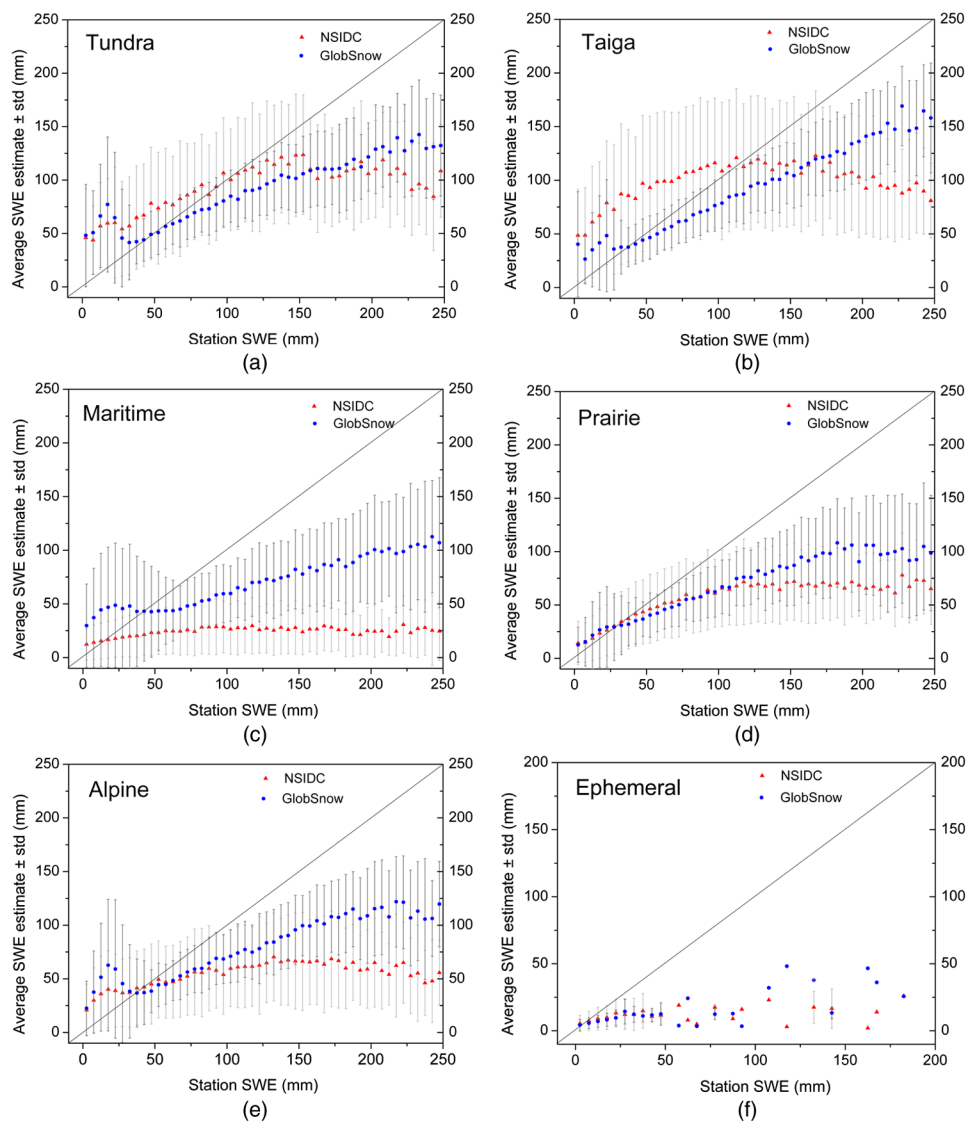 Tundra
NSIDC
GlobSnow
Average SWE estimate ± std (mm)
250 200 150 100 50 0
250 200 150 100 50 0
0 50 100 150 200 250
Station SWE (mm)
(a)
Taiga
NSIDC
GlobSnow
Average SWE estimate ± std (mm)
250 200 150 100 50 0
250 200 150 100 50 0
0 50 100 150 200 250
Station SWE (mm)
(b)
Maritime
NSIDC
GlobSnow
Average SWE estimate ± std (mm)
250 200 150 100 50 0
250 200 150 100 50 0
0 50 100 150 200 250
Station SWE (mm)
(c)
Prairie
NSIDC
GlobSnow
Average SWE estimate ± std (mm)
250 200 150 100 50 0
250 200 150 100 50 0
0 50 100 150 200 250
Station SWE (mm)
(d)
Alpine
NSIDC
GlobSnow
Average SWE estimate ± std (mm)
250 200 150 100 50 0
250 200 150 100 50 0
0 50 100 150 200 250
Station SWE (mm)
(e)
Ephemeral
NSIDC
GlobSnow
Average SWE estimate ± std (mm)
200 150 100 50 0
200 150 100 50 0
0 50 100 150 200
Station SWE (mm)
(f)